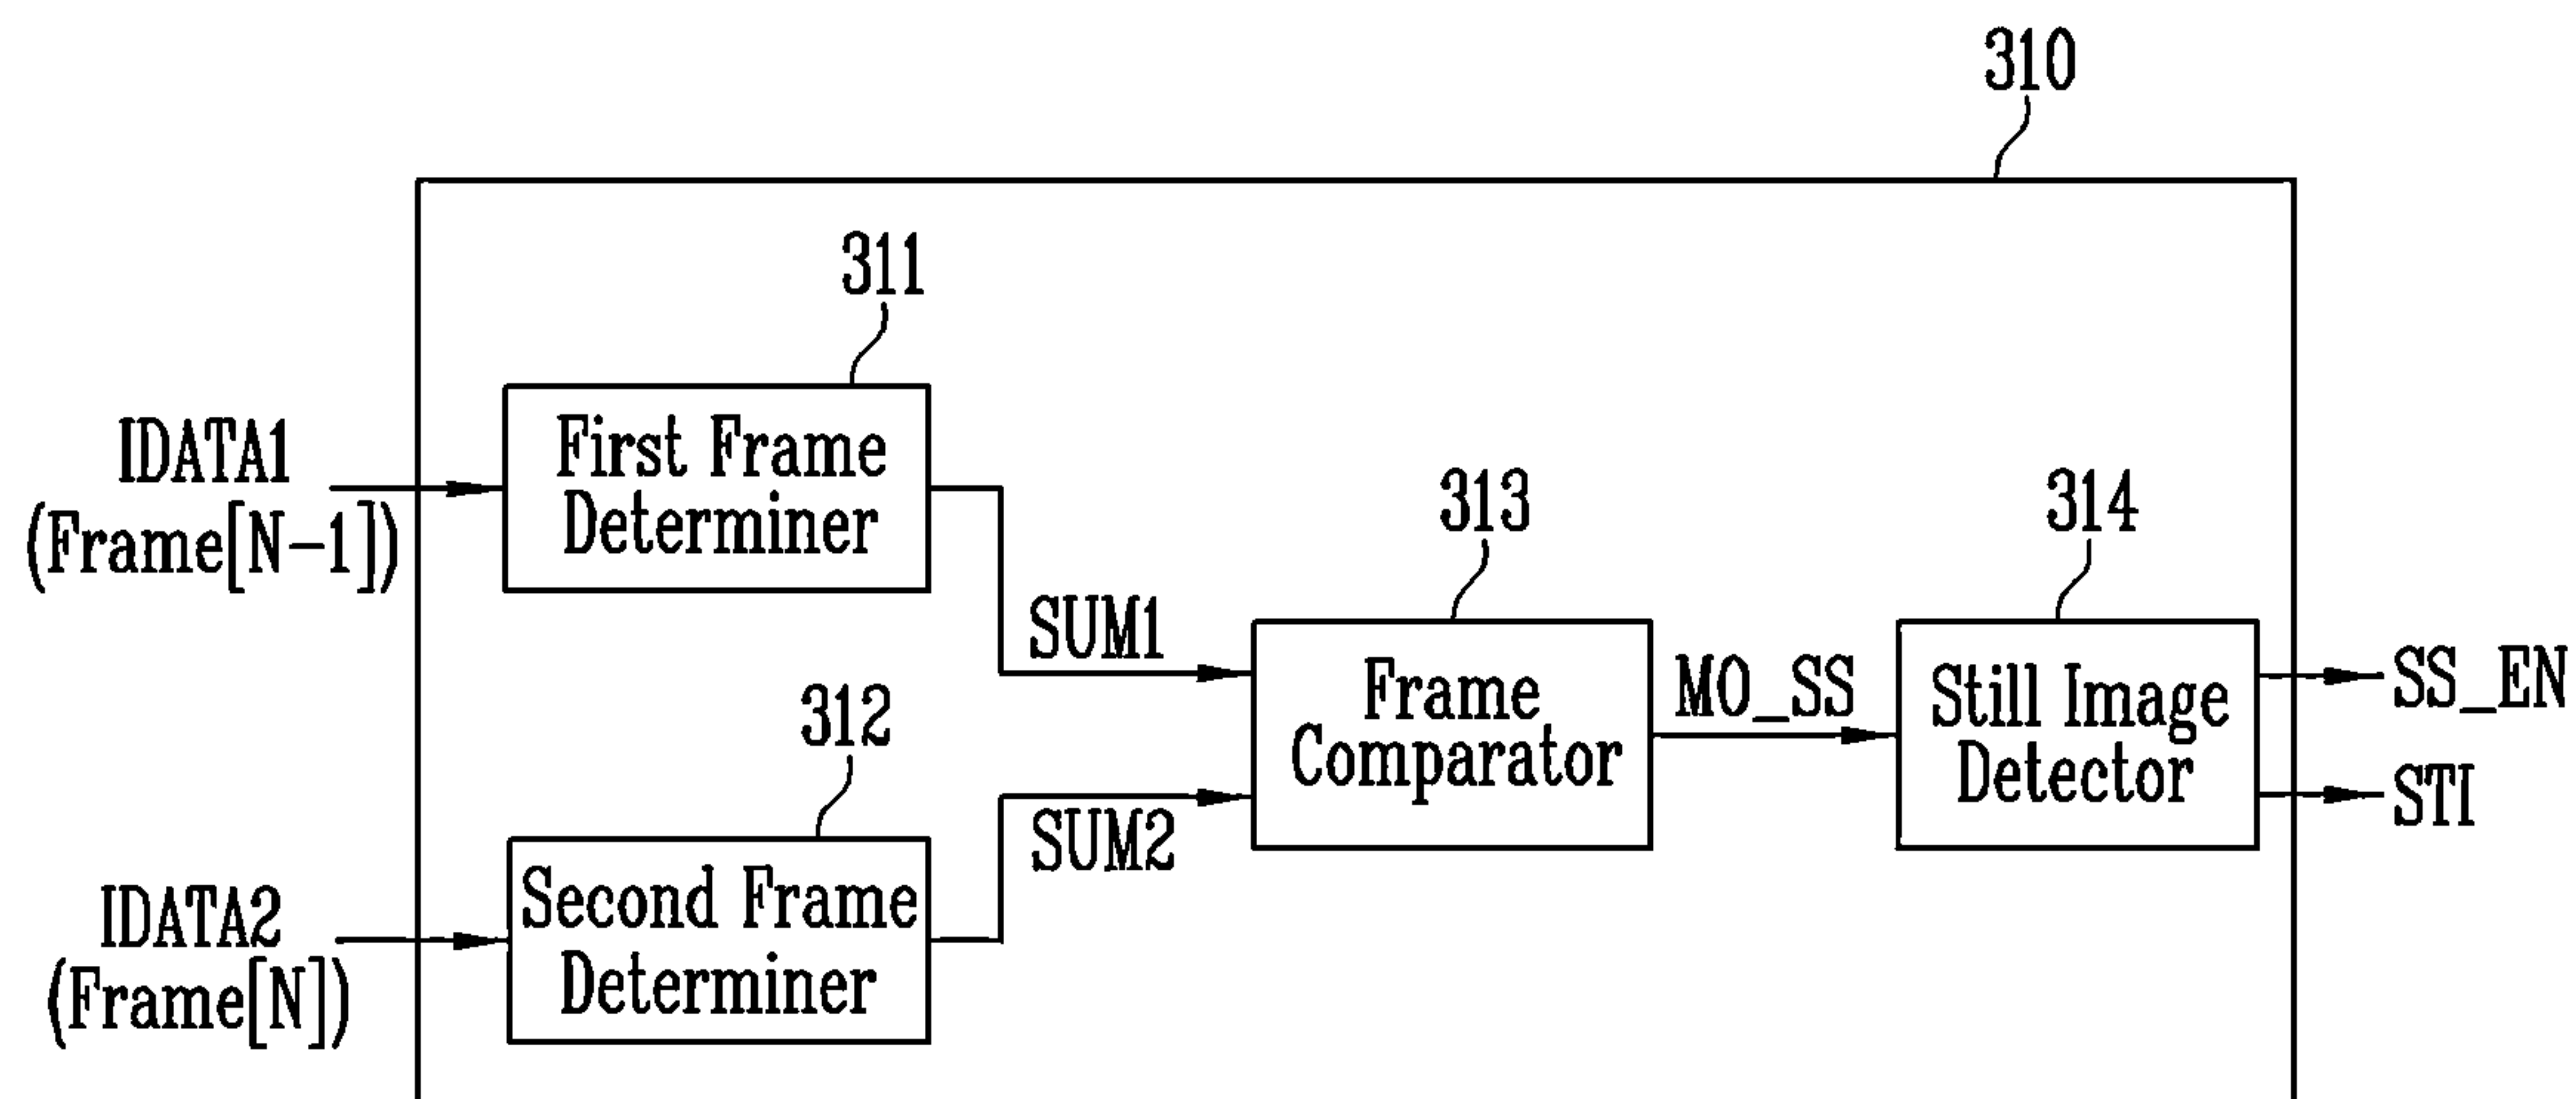 310
311
IDATA1
(Frame[N-1])
First Frame
Determiner
SUM1
312
IDATA2
(Frame[N])
Second Frame
Determiner
SUM2
313
Frame
Comparator
MO_SS
314
Still Image
Detector
SS_EN
STI